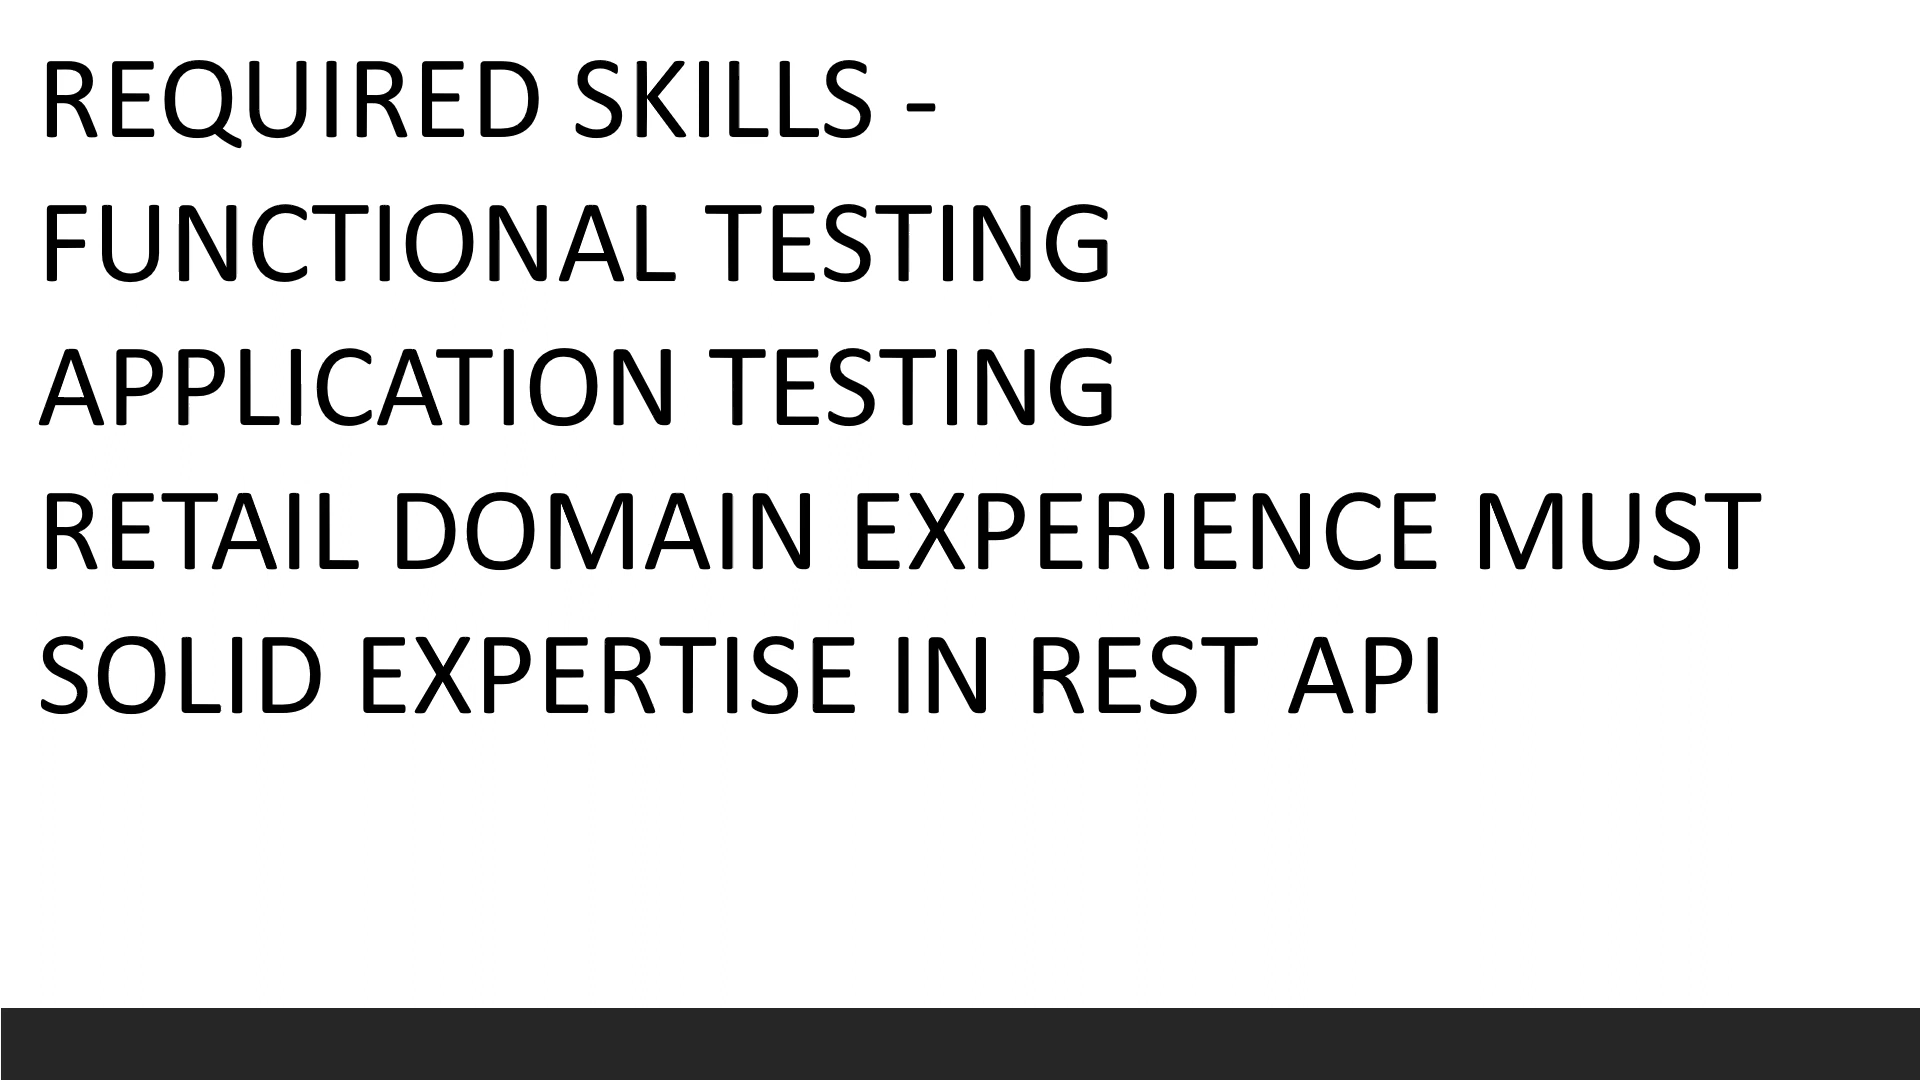 REQUIRED SKILLS -
FUNCTIONAL TESTING
APPLICATION TESTING
RETAIL DOMAIN EXPERIENCE MUST
SOLID EXPERTISE IN REST API